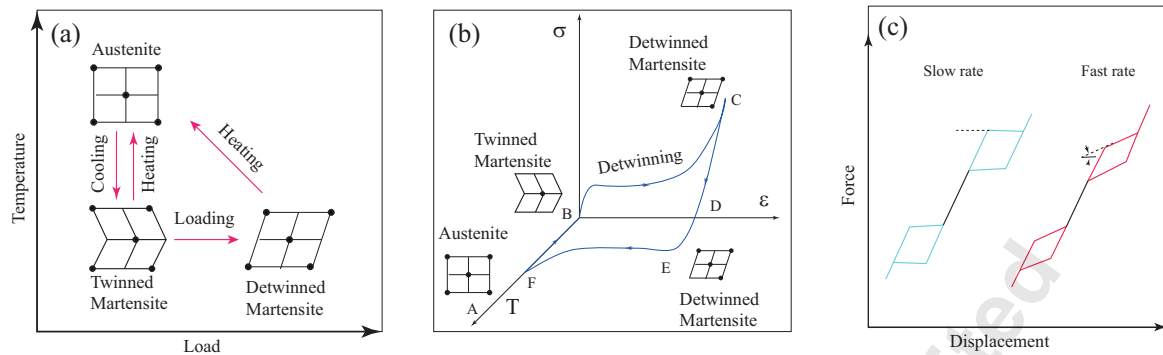 (a)
Austenite
Cooling
Heating
Heating
Loading
Twinned
Martensite
Detwinned
Martensite
Temperature
Load
(b)
σ
Detwinned
Martensite
C
Twinned
Martensite
Detwinning
B
D
ε
Austenite
E
F
A
T
Detwinned
Martensite
(c)
Slow rate
Fast rate
Force
Displacement